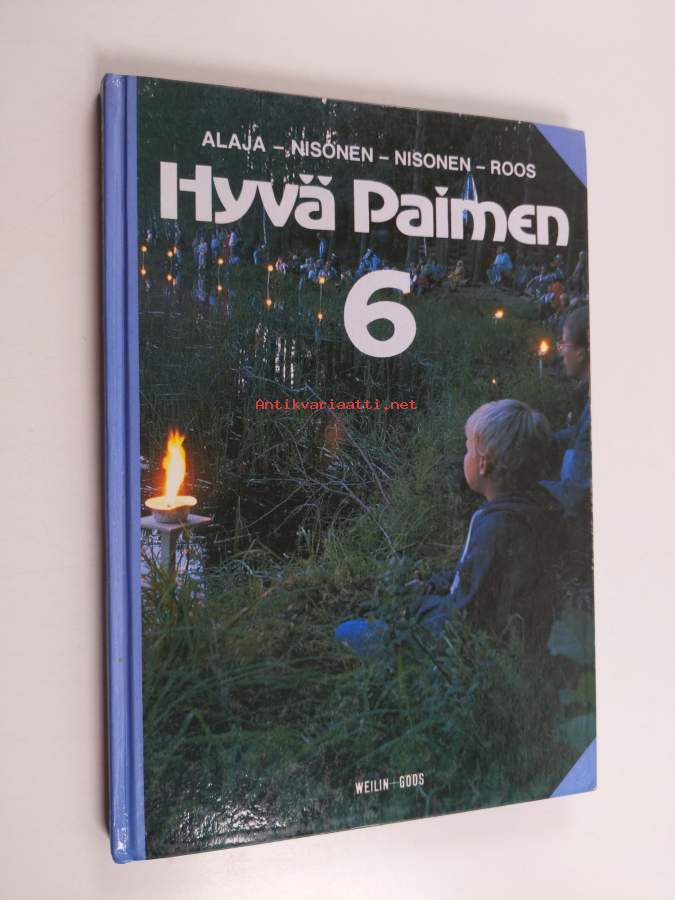 ALAJA – NISONEN – NISONEN – ROOS
Hyvä Paimen
6
Antikvariaatti.net
WEILIN+GÖÖS